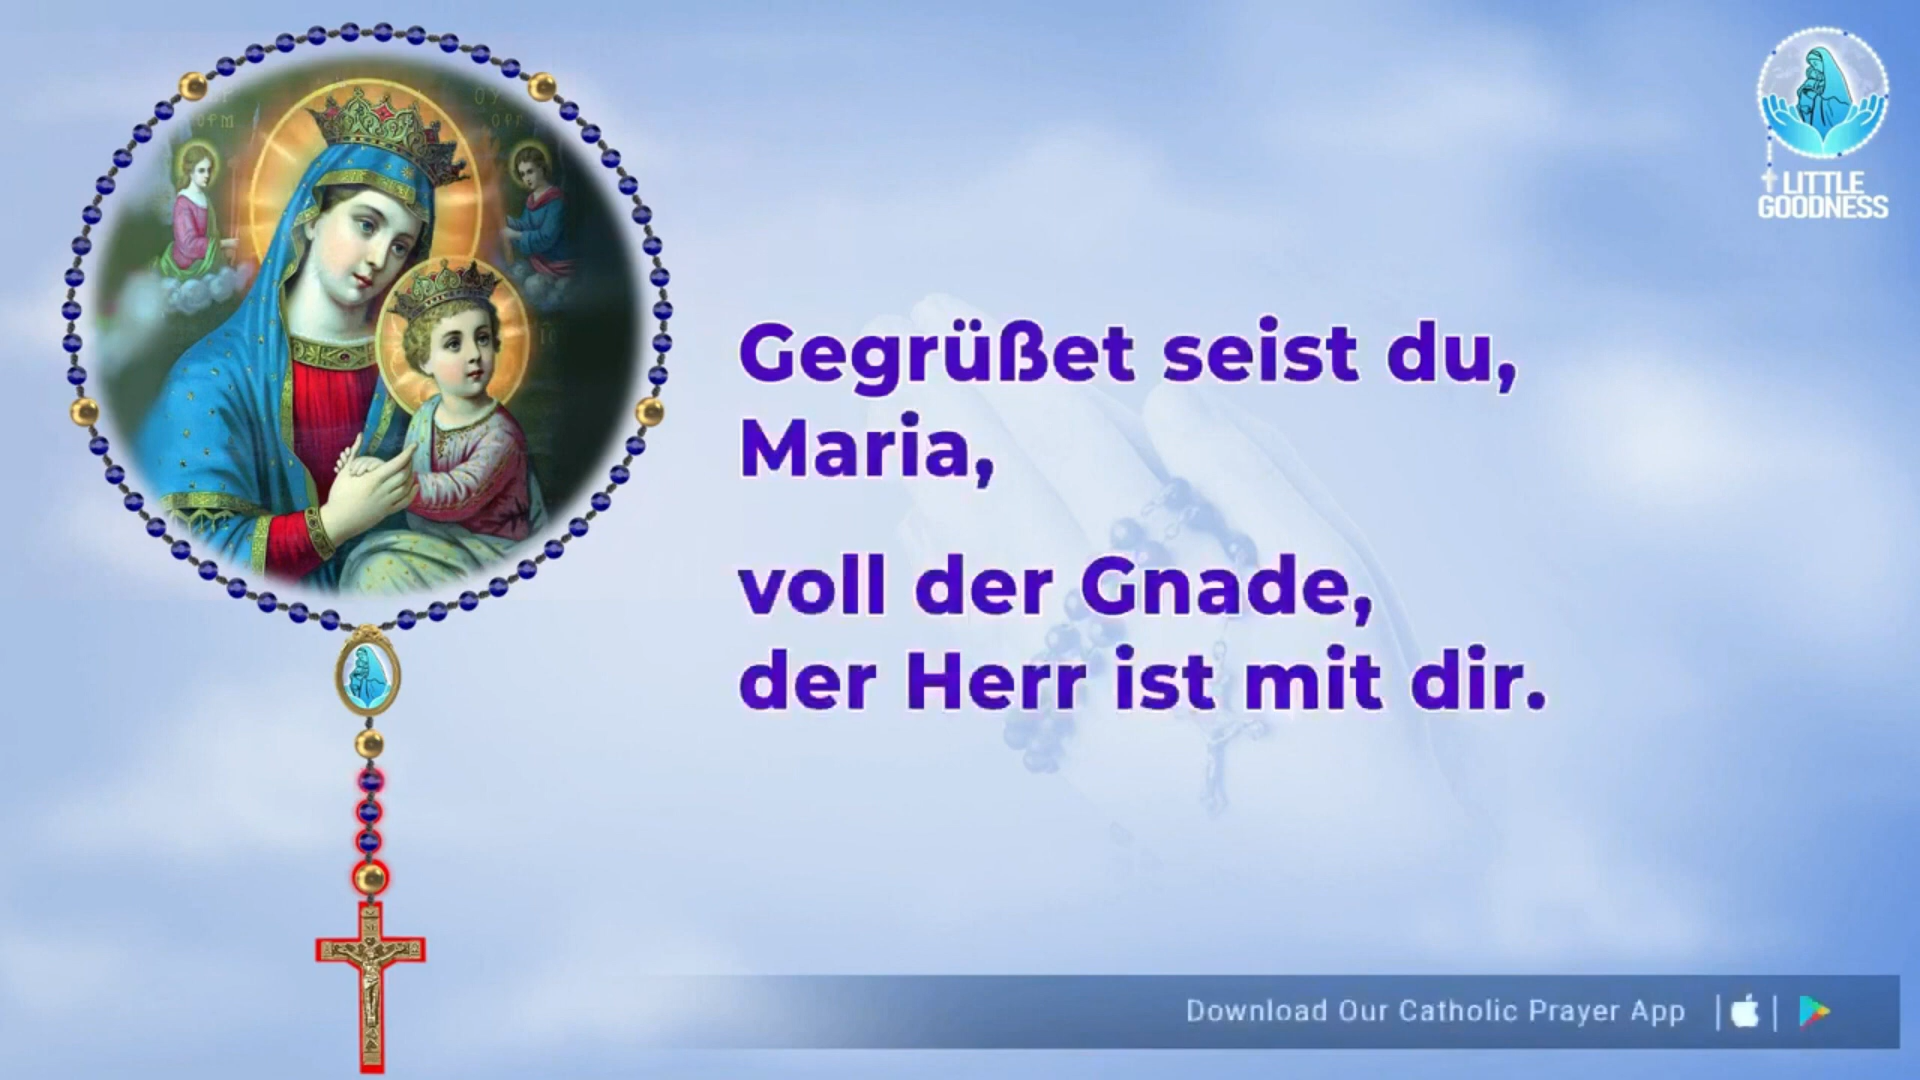 LITTLE
GOODNESS
Gegrüßet seist du,
Maria,
voll der Gnade,
der Herr ist mit dir.
Download Our Catholic Prayer App